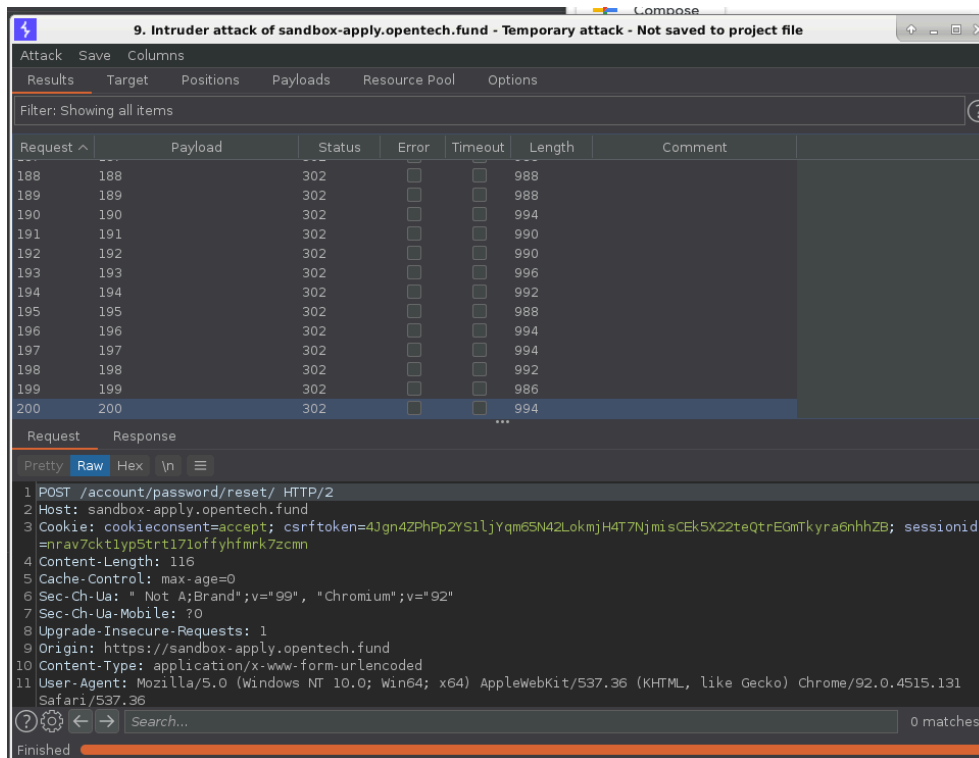 Compose
9. Intruder attack of sandbox-apply.opentech.fund - Temporary attack - Not saved to project file
Attack Save Columns
Results Target Positions Payloads Resource Pool Options
Filter: Showing all items
Request Payload Status Error Timeout Length Comment
188 188 302 988
189 189 302 988
190 190 302 994
191 191 302 990
192 192 302 990
193 193 302 996
194 194 302 992
195 195 302 988
196 196 302 994
197 197 302 994
198 198 302 992
199 199 302 986
200 200 302 994
Request Response
Pretty Raw Hex \n
1 POST /account/password/reset/ HTTP/2
2 Host: sandbox-apply.opentech.fund
3 Cookie: cookieconsent=accept; csrftoken=4Jgn4ZPhPp2YS1ljYqm65N42LokmjH4T7NjmisCEk5X22teQtrEGmTkyra6nhhZB; sessionid
=nrav7ckt1yp5trt171offyhfmrk7zcmn
4 Content-Length: 116
5 Cache-Control: max-age=0
6 Sec-Ch-Ua: " Not A;Brand";v="99", "Chromium";v="92"
7 Sec-Ch-Ua-Mobile: ?0
8 Upgrade-Insecure-Requests: 1
9 Origin: https://sandbox-apply.opentech.fund
10 Content-Type: application/x-www-form-urlencoded
11 User-Agent: Mozilla/5.0 (Windows NT 10.0; Win64; x64) AppleWebKit/537.36 (KHTML, like Gecko) Chrome/92.0.4515.131
Safari/537.36
Search... 0 matches
Finished